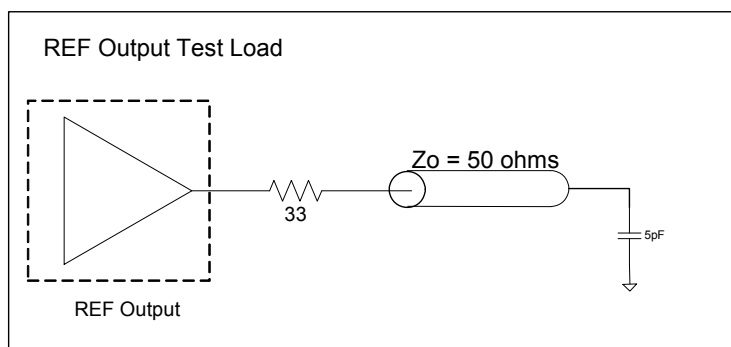 REF Output Test Load
Zo = 50 ohms
33
5pF
REF Output